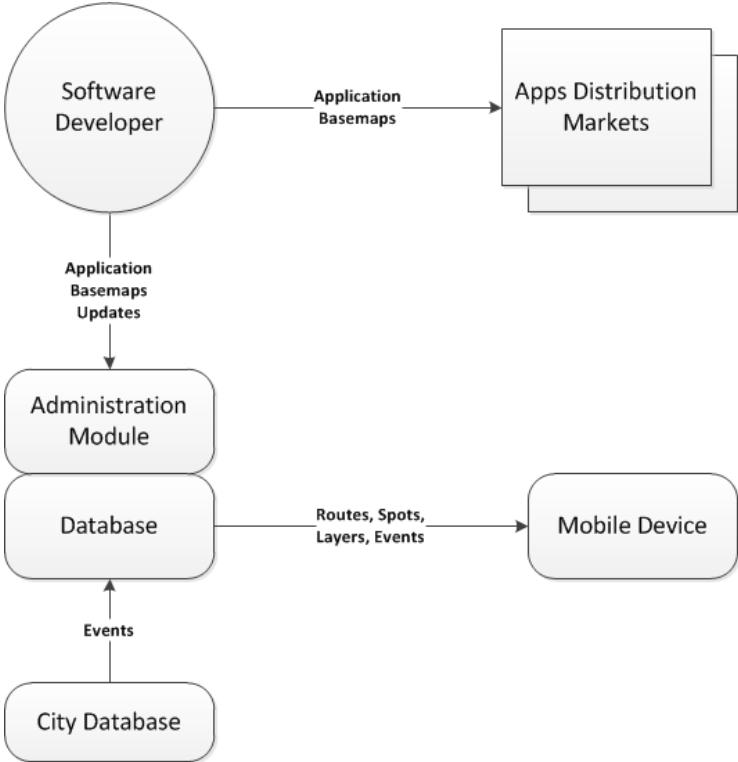 Software
Developer
Application
Basemaps
Apps Distribution
Markets
Application
Basemaps
Updates
Administration
Module
Database
Routes, Spots,
Layers, Events
Mobile Device
Events
City Database